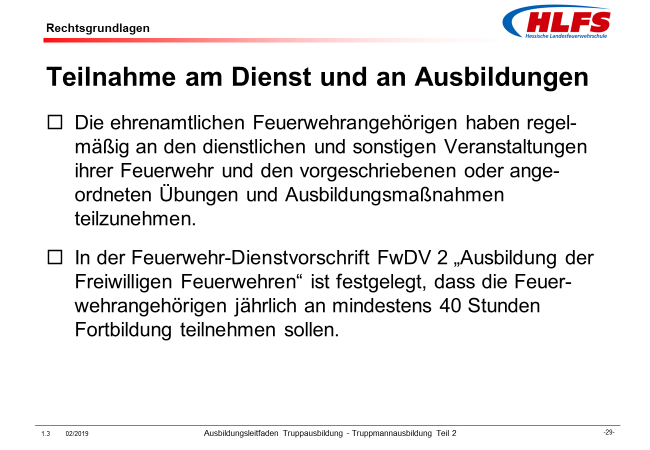 Rechtsgrundlagen
HLFS
Hessische Landesfeuerwehrschule
Teilnahme am Dienst und an Ausbildungen
Die ehrenamtlichen Feuerwehrangehörigen haben regel-
mäßig an den dienstlichen und sonstigen Veranstaltungen
ihrer Feuerwehr und den vorgeschriebenen oder ange-
ordneten Übungen und Ausbildungsmaßnahmen
teilzunehmen.
In der Feuerwehr-Dienstvorschrift FwDV 2 „Ausbildung der
Freiwilligen Feuerwehren“ ist festgelegt, dass die Feuer-
wehrangehörigen jährlich an mindestens 40 Stunden
Fortbildung teilnehmen sollen.
1.3 02/2019 Ausbildungsleitfaden Truppausbildung - Truppmannausbildung Teil 2 -29-